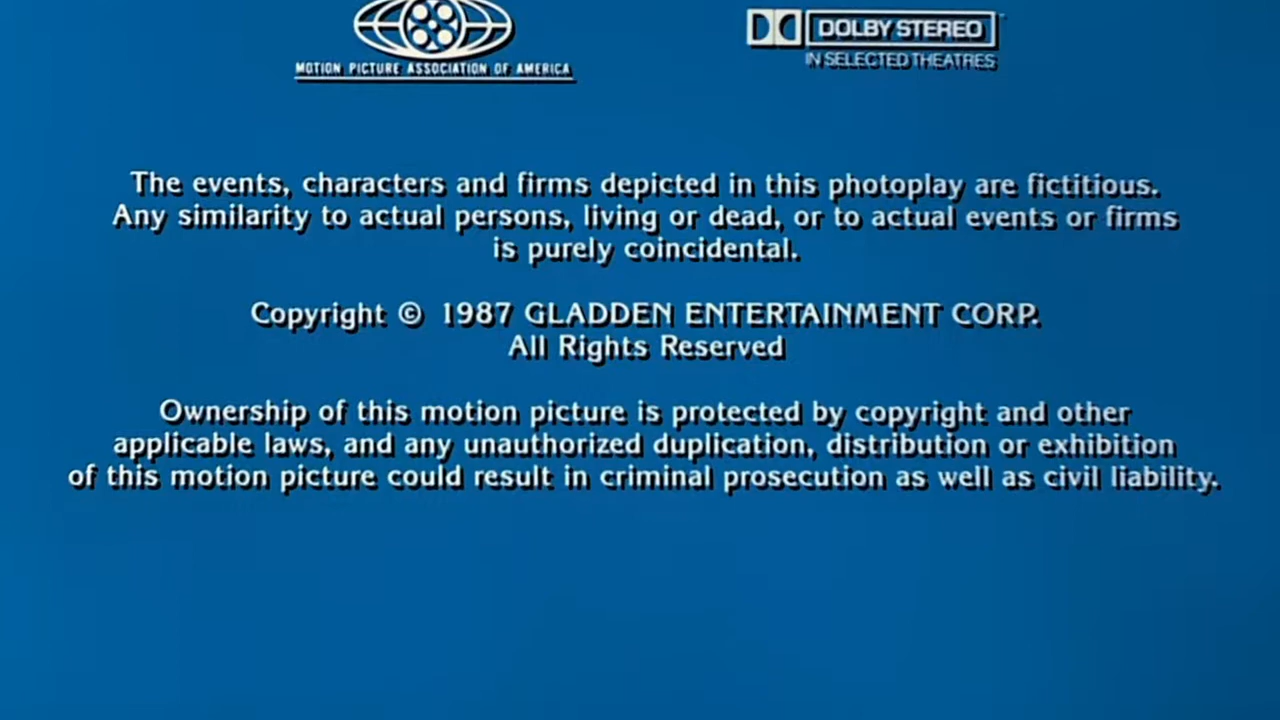 MOTION PICTURE ASSOCIATION OF AMERICA
DOLBY STEREO
IN SELECTED THEATRES
The events, characters and firms depicted in this photoplay are fictitious.
Any similarity to actual persons, living or dead, or to actual events or firms
is purely coincidental.
Copyright © 1987 GLADDEN ENTERTAINMENT CORP.
All Rights Reserved
Ownership of this motion picture is protected by copyright and other
applicable laws, and any unauthorized duplication, distribution or exhibition
of this motion picture could result in criminal prosecution as well as civil liability.